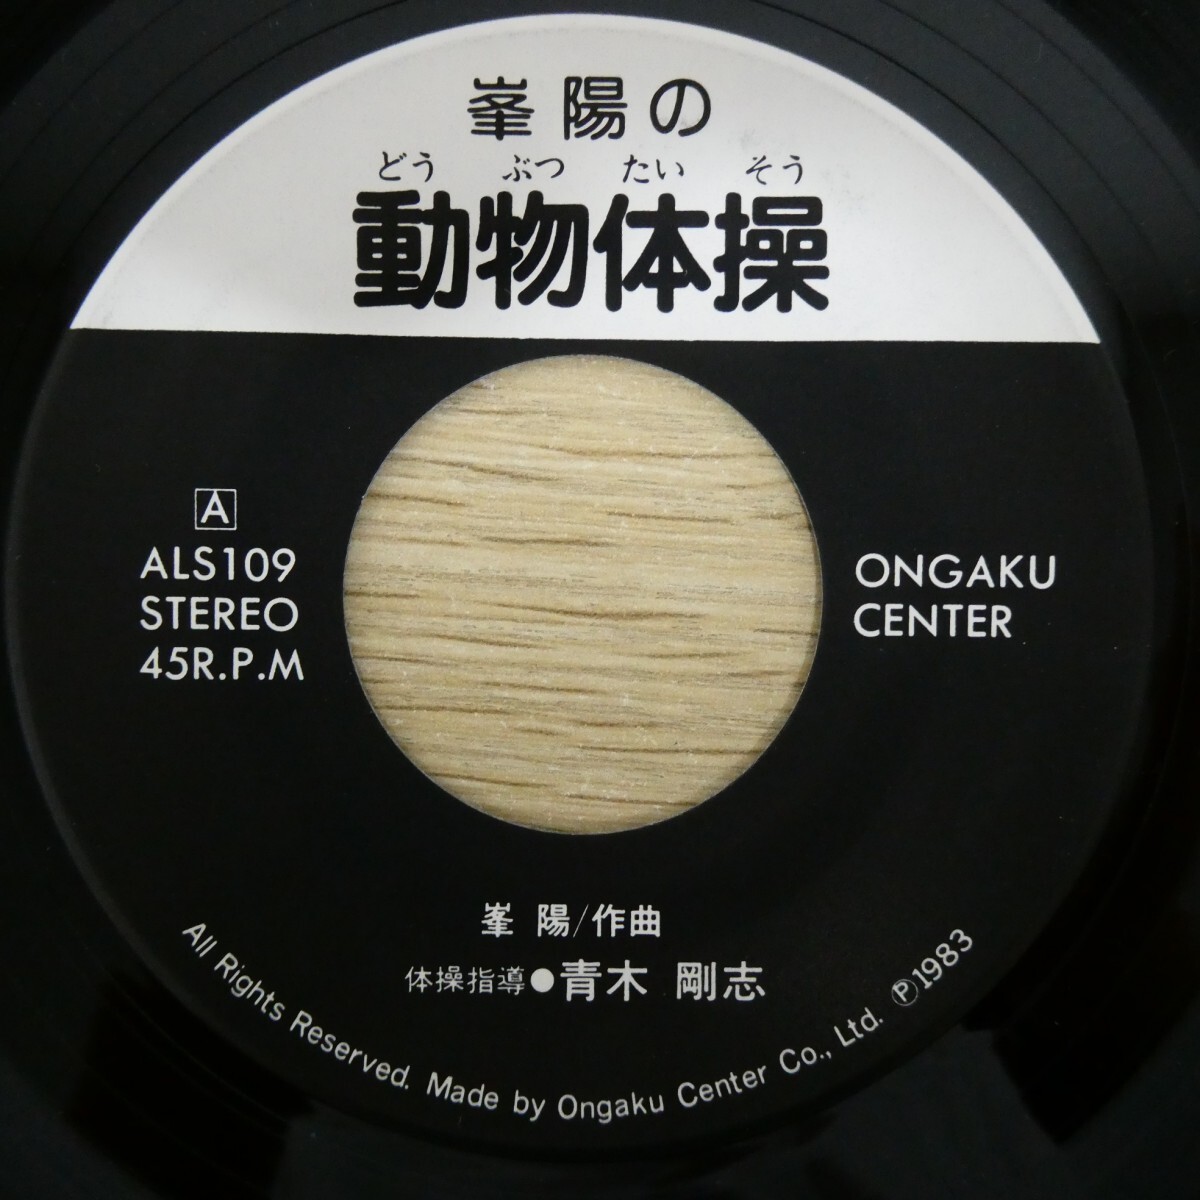 峯陽の
どう ぶつ たい そう
動物体操
A
ALS109
STEREO
45R.P.M
ONGAKU
CENTER
峯 陽/作曲
体操指導●青木 剛志
All Rights Reserved. Made by Ongaku Center Co., Ltd. Ⓟ1983